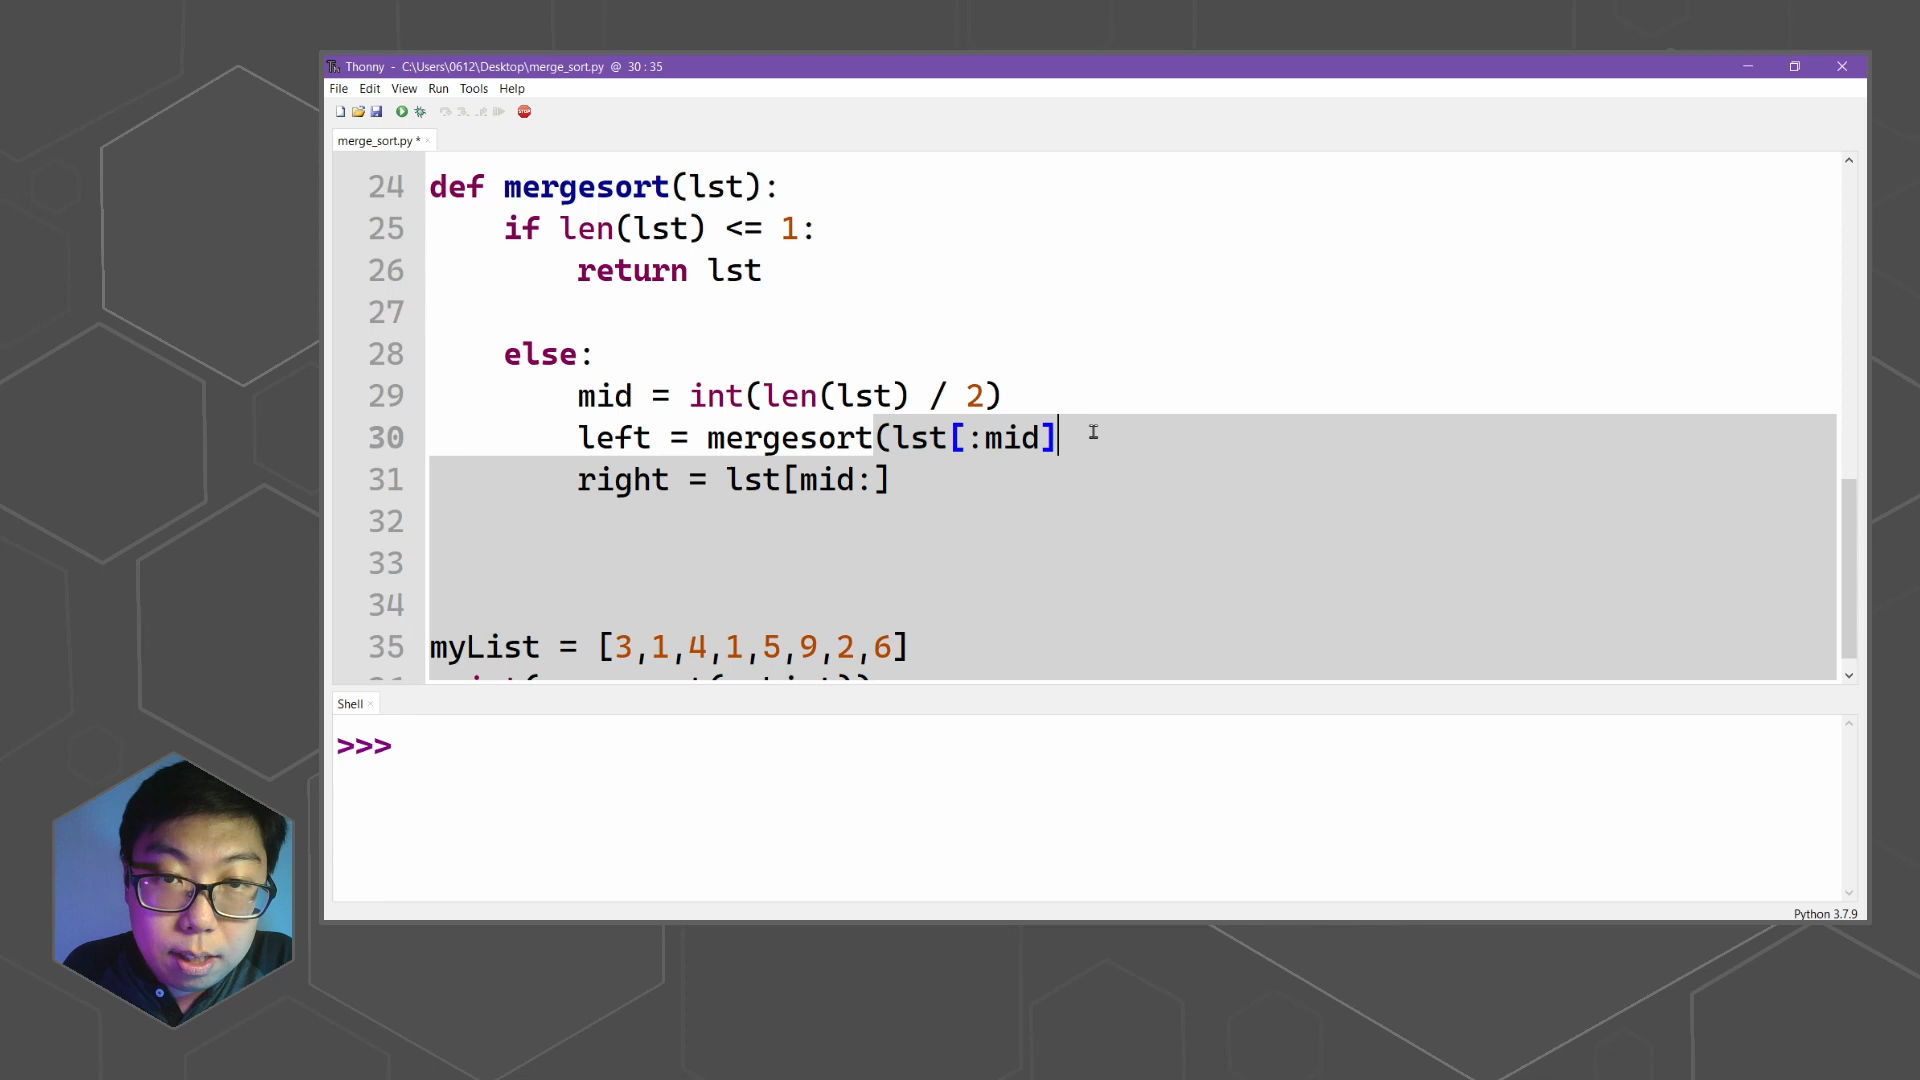 Thonny - C:\Users\0612\Desktop\merge_sort.py @ 30 : 35
File Edit View Run Tools Help
STOP
merge_sort.py *
24 def mergesort(lst):
25 if len(lst) <= 1:
26 return lst
27
28 else:
29 mid = int(len(lst) / 2)
30 left = mergesort(lst[:mid]
31 right = lst[mid:]
32
33
34
35 myList = [3,1,4,1,5,9,2,6]
Shell
>>>
Python 3.7.9